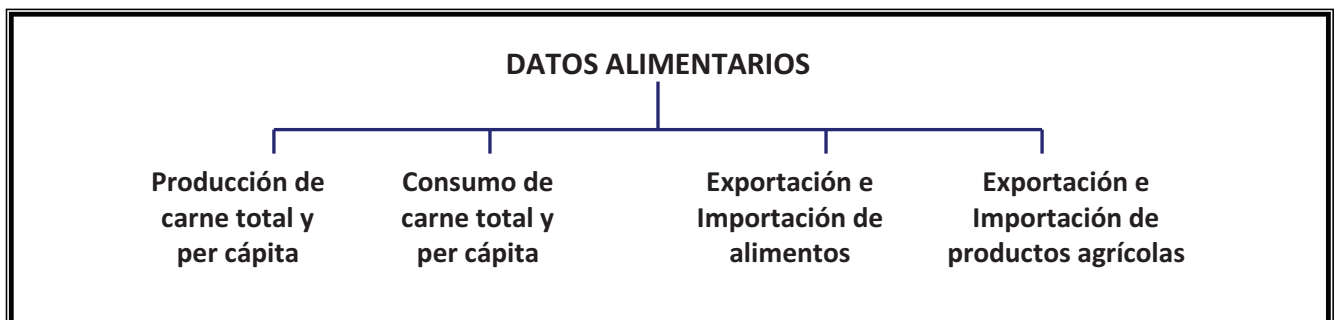 DATOS ALIMENTARIOS
Producción de
carne total y
per cápita
Consumo de
carne total y
per cápita
Exportación e
Importación de
alimentos
Exportación e
Importación de
productos agrícolas